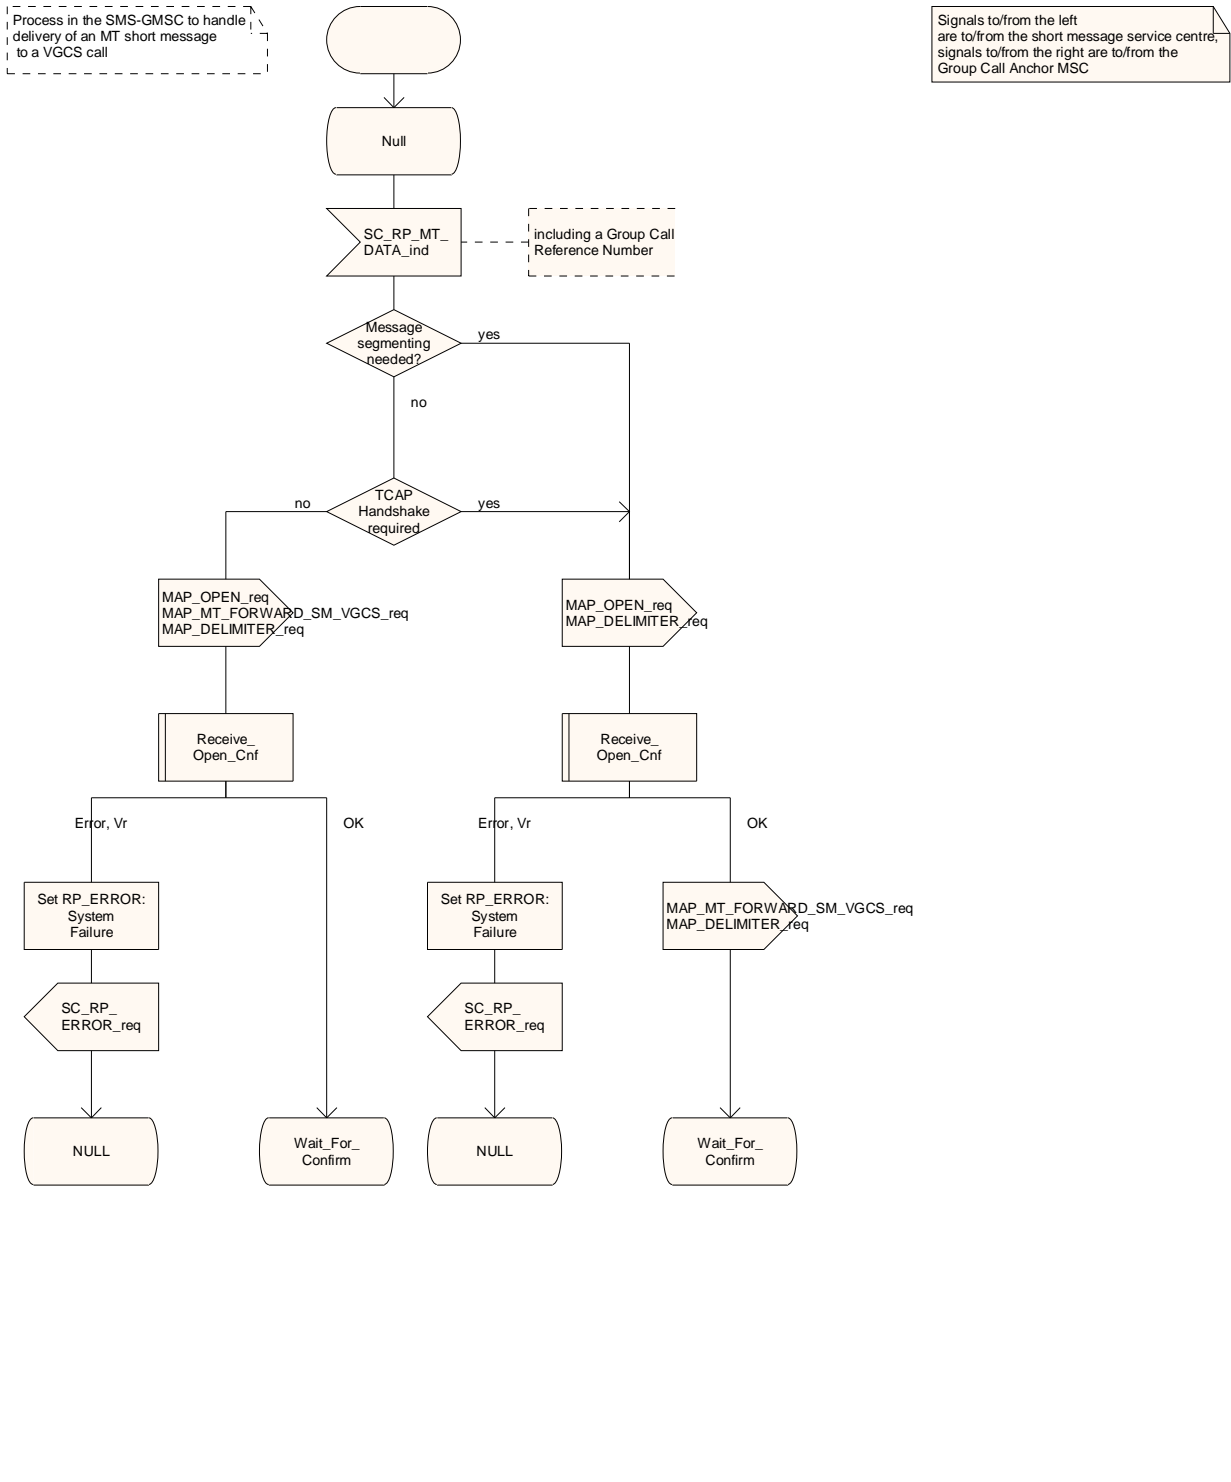 Process in the SMS-GMSC to handle
delivery of an MT short message
to a VGCS call
Signals to/from the left
are to/from the short message service centre,
signals to/from the right are to/from the
Group Call Anchor MSC
Null
SC_RP_MT_
DATA_ind
including a Group Call
Reference Number
Message
segmenting
needed?
yes
no
TCAP
Handshake
required
no
yes
MAP_OPEN_req
MAP_MT_FORWARD_SM_VGCS_req
MAP_DELIMITER_req
MAP_OPEN_req
MAP_DELIMITER_req
Receive_
Open_Cnf
Receive_
Open_Cnf
Error, Vr
OK
Error, Vr
OK
Set RP_ERROR:
System
Failure
Set RP_ERROR:
System
Failure
MAP_MT_FORWARD_SM_VGCS_req
MAP_DELIMITER_req
SC_RP_
ERROR_req
SC_RP_
ERROR_req
NULL
Wait_For_
Confirm
NULL
Wait_For_
Confirm